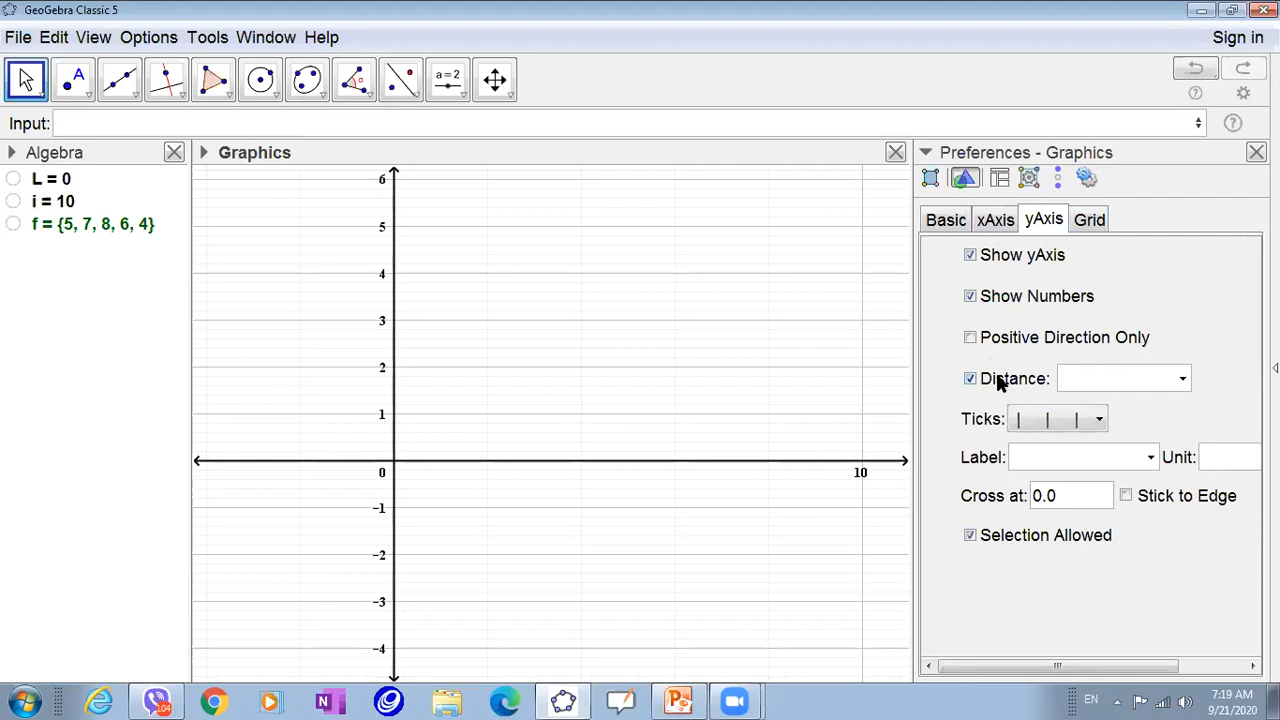 GeoGebra Classic 5
File Edit View Options Tools Window Help Sign in
A α a = 2
Input:
Algebra
L = 0
i = 10
f = {5, 7, 8, 6, 4}
Graphics
6
5
4
3
2
1
0 10
−1
−2
−3
−4
Preferences - Graphics
Basic xAxis yAxis Grid
Show yAxis
Show Numbers
Positive Direction Only
Distance:
Ticks: | | |
Label: Unit:
Cross at: 0.0 Stick to Edge
Selection Allowed
104 EN 7:19 AM
9/21/2020